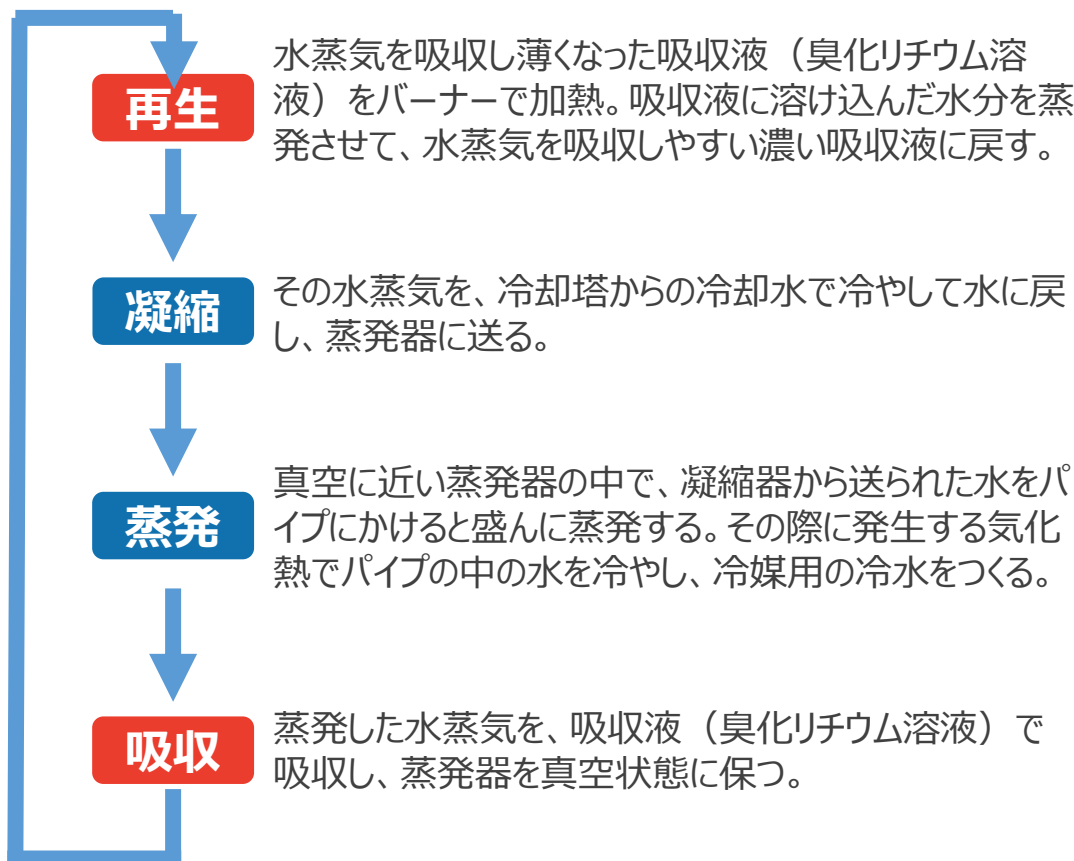 再生
水蒸気を吸収し薄くなった吸収液（臭化リチウム溶
液）をバーナーで加熱。吸収液に溶け込んだ水分を蒸
発させて、水蒸気を吸収しやすい濃い吸収液に戻す。
凝縮
その水蒸気を、冷却塔からの冷却水で冷やして水に戻
し、蒸発器に送る。
蒸発
真空に近い蒸発器の中で、凝縮器から送られた水をパ
イプにかけると盛んに蒸発する。その際に発生する気化
熱でパイプの中の水を冷やし、冷媒用の冷水をつくる。
吸収
蒸発した水蒸気を、吸収液（臭化リチウム溶液）で
吸収し、蒸発器を真空状態に保つ。